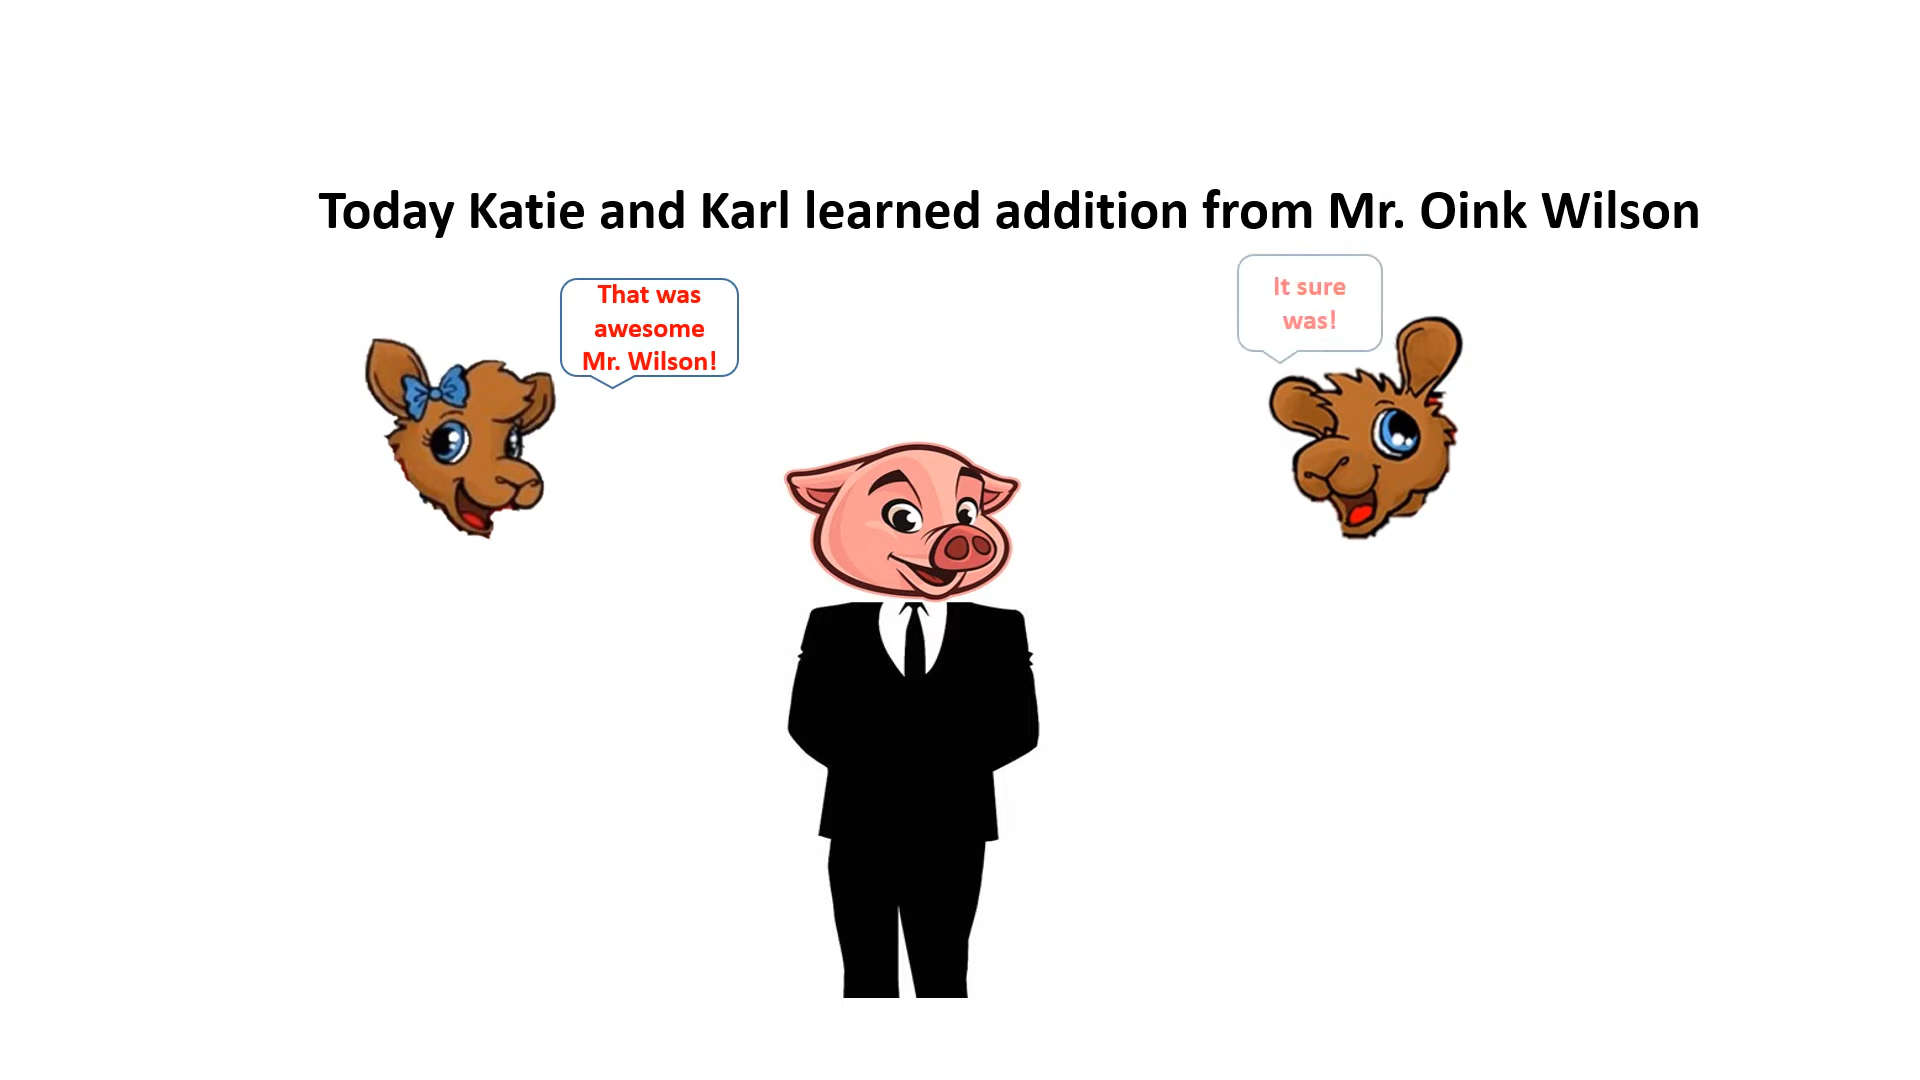 Today Katie and Karl learned addition from Mr. Oink Wilson
That was
awesome
Mr. Wilson!
It sure
was!